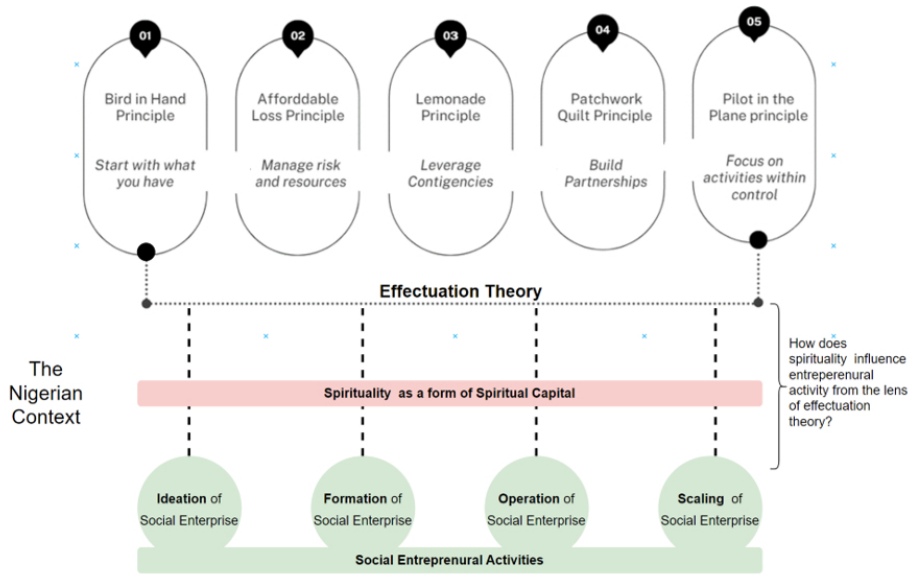 01
Bird in Hand
Principle
Start with what
you have
02
Afforddable
Loss Principle
Manage risk
and resources
03
Lemonade
Principle
Leverage
Contigencies
04
Patchwork
Quilt Principle
Build
Partnerships
05
Pilot in the
Plane principle
Focus on
activities within
control
Effectuation Theory
The
Nigerian
Context
Spirituality as a form of Spiritual Capital
How does
spirituality influence
entreperenural
activity from the lens
of effectuation
theory?
Ideation of
Social Enterprise
Formation of
Social Enterprise
Operation of
Social Enterprise
Scaling of
Social Enterprise
Social Entreprenural Activities